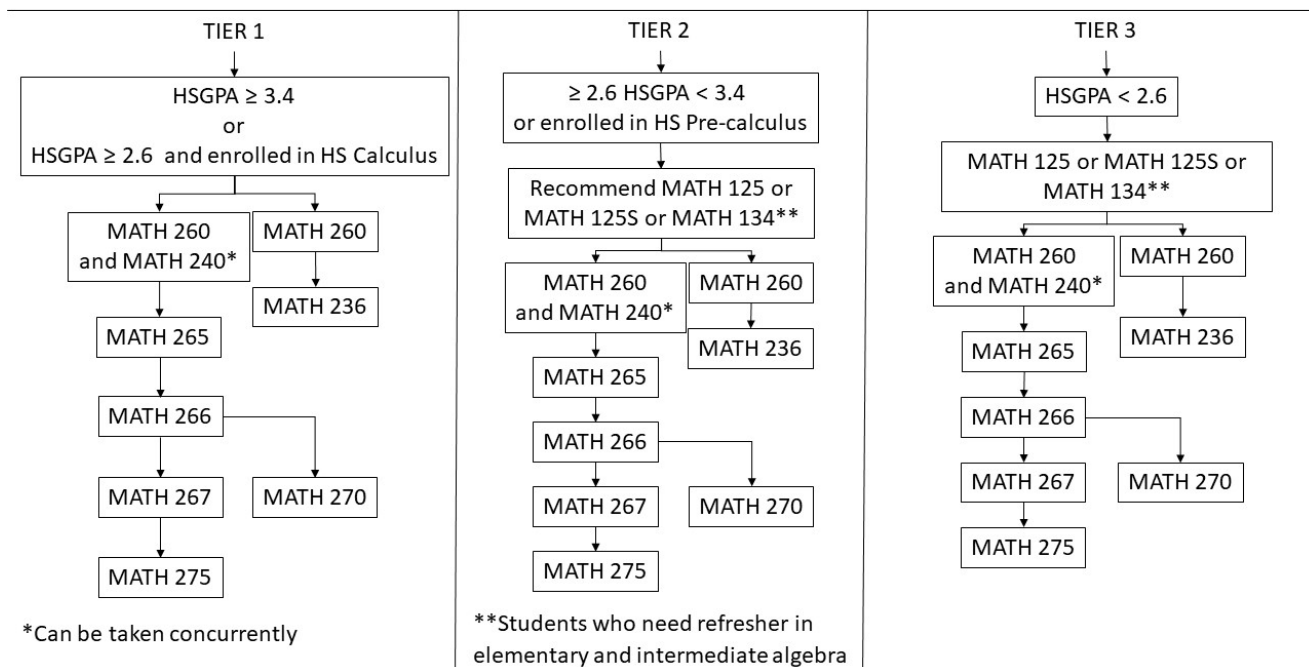 TIER 1
HSGPA ≥ 3.4
or
HSGPA ≥ 2.6 and enrolled in HS Calculus
MATH 260
and MATH 240*
MATH 260
MATH 236
MATH 265
MATH 266
MATH 267
MATH 270
MATH 275
*Can be taken concurrently
TIER 2
≥ 2.6 HSGPA < 3.4
or enrolled in HS Pre-calculus
Recommend MATH 125 or
MATH 125S or MATH 134**
MATH 260
and MATH 240*
MATH 260
MATH 236
MATH 265
MATH 266
MATH 267
MATH 270
MATH 275
**Students who need refresher in
elementary and intermediate algebra
TIER 3
HSGPA < 2.6
MATH 125 or MATH 125S or
MATH 134**
MATH 260
and MATH 240*
MATH 260
MATH 236
MATH 265
MATH 266
MATH 267
MATH 270
MATH 275